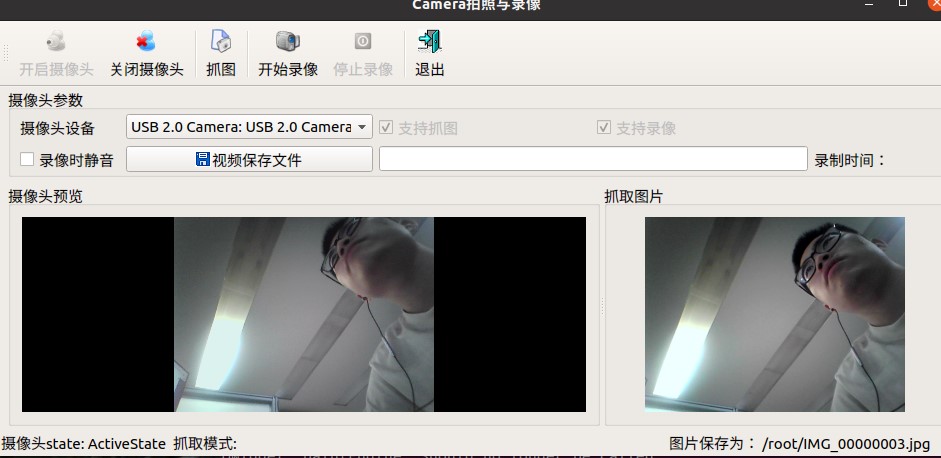 Camera拍照与录像
开启摄像头 关闭摄像头 抓图 开始录像 停止录像 退出
摄像头参数
摄像头设备 USB 2.0 Camera: USB 2.0 Camera 支持抓图 支持录像
录像时静音 视频保存文件 录制时间：
摄像头预览 抓取图片
摄像头state: ActiveState 抓取模式: 图片保存为： /root/IMG_00000003.jpg